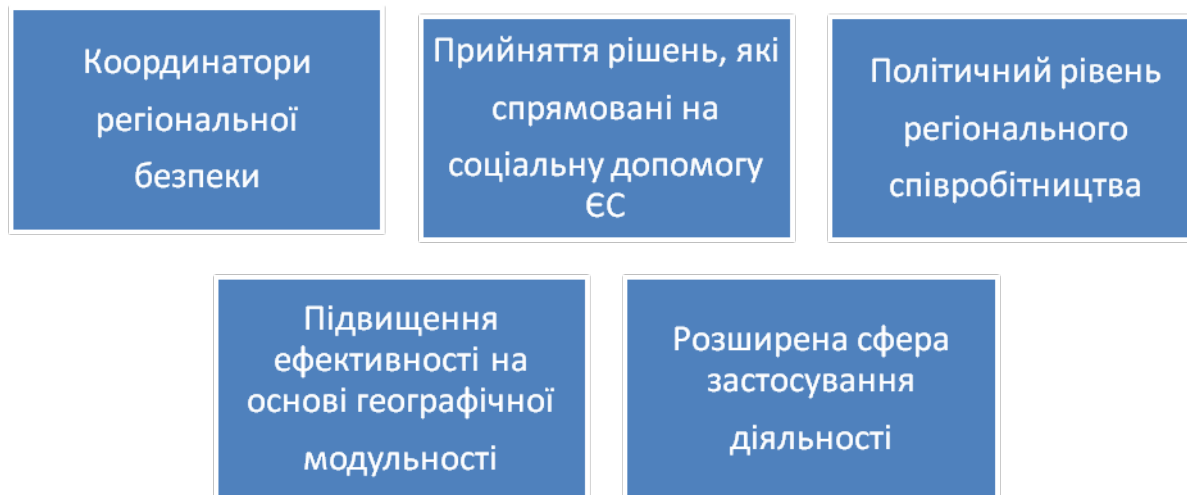 Координатори
регіональної
безпеки
Прийняття рішень, які
спрямовані на
соціальну допомогу
ЄС
Політичний рівень
регіонального
співробітництва
Підвищення
ефективності на
основі географічної
модульності
Розширена сфера
застосування
діяльності